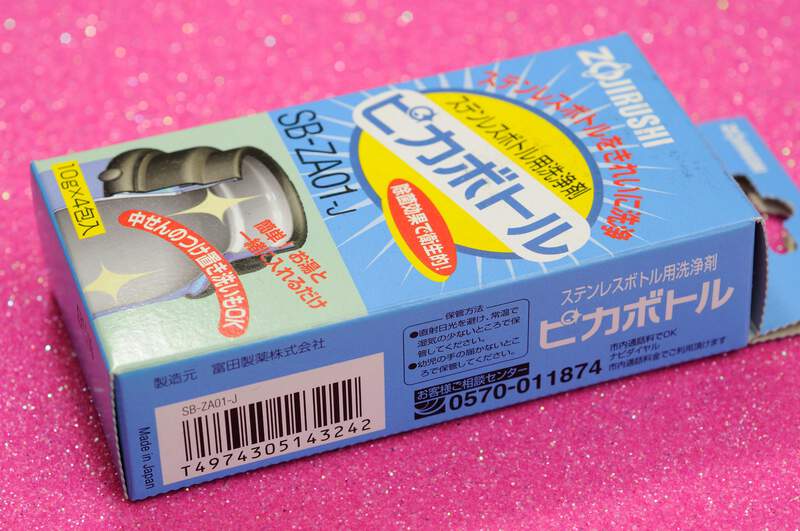 ZOJIRUSHI
ステンレスボトルをきれいに洗浄
ステンレスボトル用洗浄剤
ピカボトル
除菌効果で衛生的!
SB-ZA01-J
10g×4包入
簡単!お湯と
一緒に入れるだけ
中せんのつけ置き洗いもOK
ステンレスボトル用洗浄剤
ピカボトル
保管方法
●直射日光を避け、常温で
湿気の少ないところで保
管してください。
●幼児の手の届かないとこ
ろで保管してください。
お客様ご相談センター
0570-011874
市内通話料でOK
ナビダイヤル
市内通話料金でご利用頂けます
製造元 富田製薬株式会社
SB-ZA01-J
T4974305143242
Made in Japan